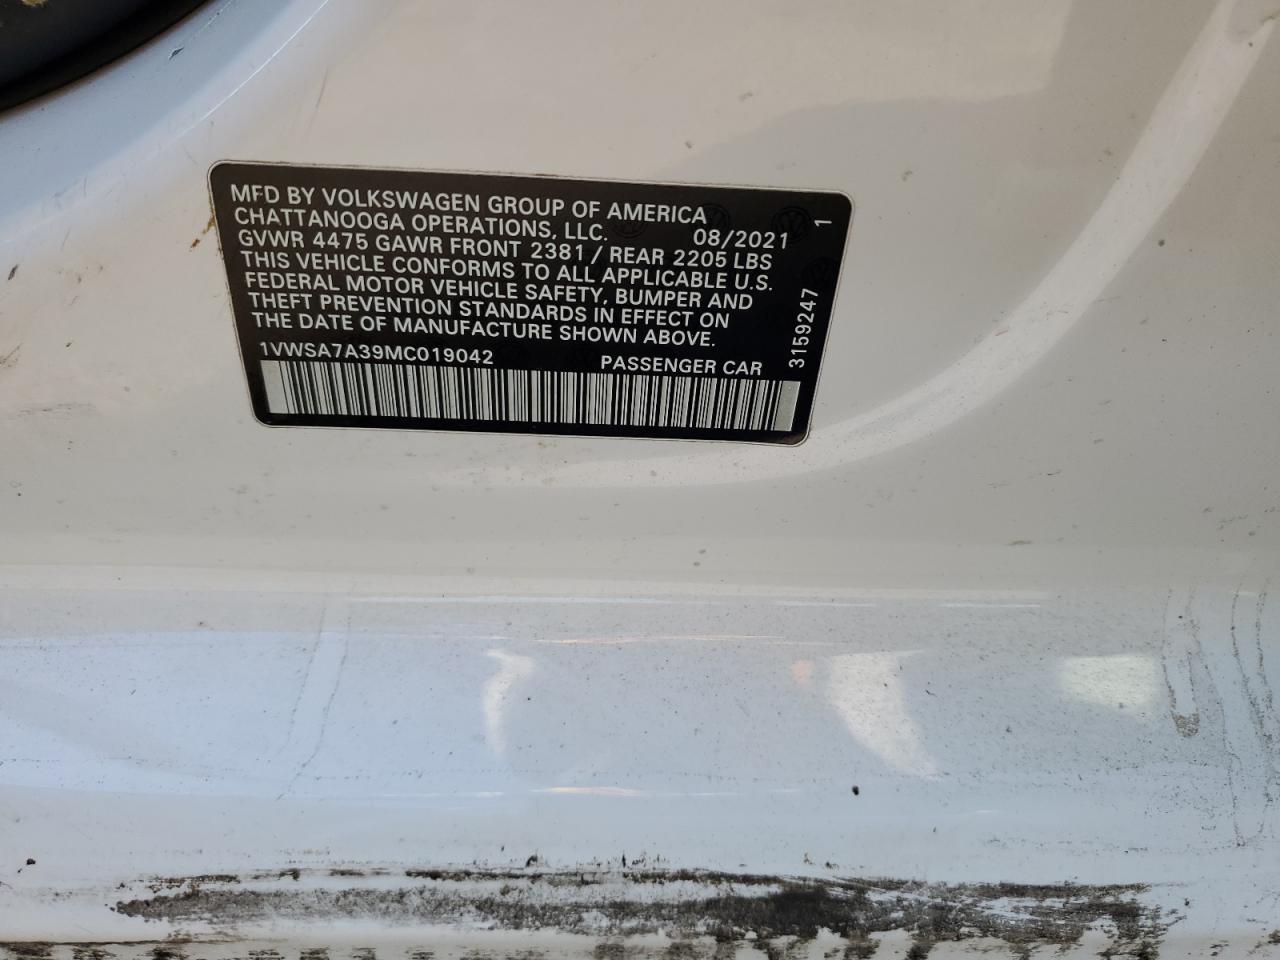 MFD BY VOLKSWAGEN GROUP OF AMERICA
CHATTANOOGA OPERATIONS, LLC. 08/2021 1
GVWR 4475 GAWR FRONT 2381 / REAR 2205 LBS
THIS VEHICLE CONFORMS TO ALL APPLICABLE U.S.
FEDERAL MOTOR VEHICLE SAFETY, BUMPER AND
THEFT PREVENTION STANDARDS IN EFFECT ON
THE DATE OF MANUFACTURE SHOWN ABOVE.
1VWSA7A39MC019042 PASSENGER CAR
3159247